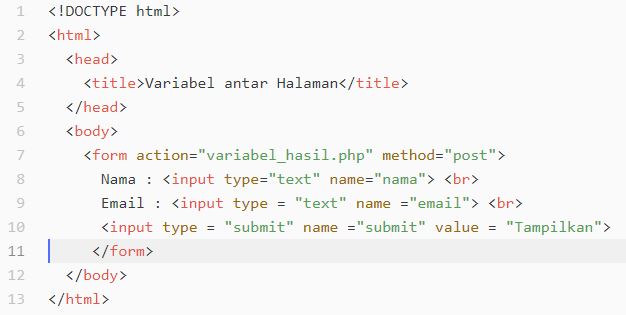 1 <!DOCTYPE html>
2 <html>
3 <head>
4 <title>Variabel antar Halaman</title>
5 </head>
6 <body>
7 <form action="variabel_hasil.php" method="post">
8 Nama : <input type="text" name="nama"> <br>
9 Email : <input type = "text" name ="email"> <br>
10 <input type = "submit" name ="submit" value = "Tampilkan">
11 </form>
12 </body>
13 </html>